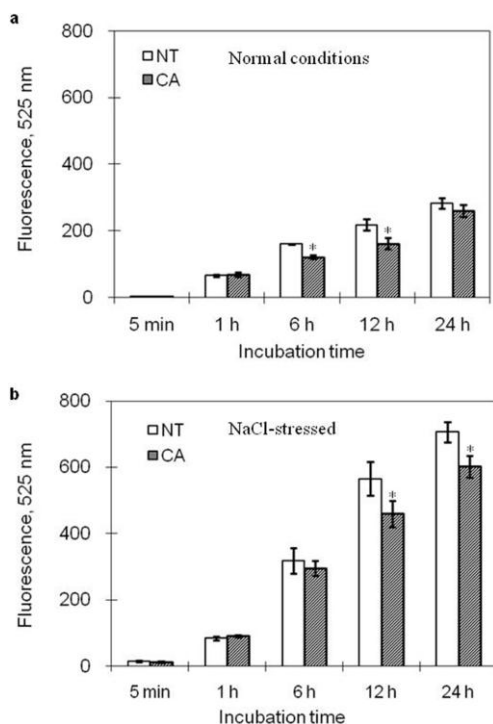 a
800
600
400
200
0
Fluorescence, 525 nm
NT
CA
Normal conditions
*
*
5 min 1 h 6 h 12 h 24 h
Incubation time
b
800
600
400
200
0
Fluorescence, 525 nm
NT
CA
NaCl-stressed
*
*
5 min 1 h 6 h 12 h 24 h
Incubation time